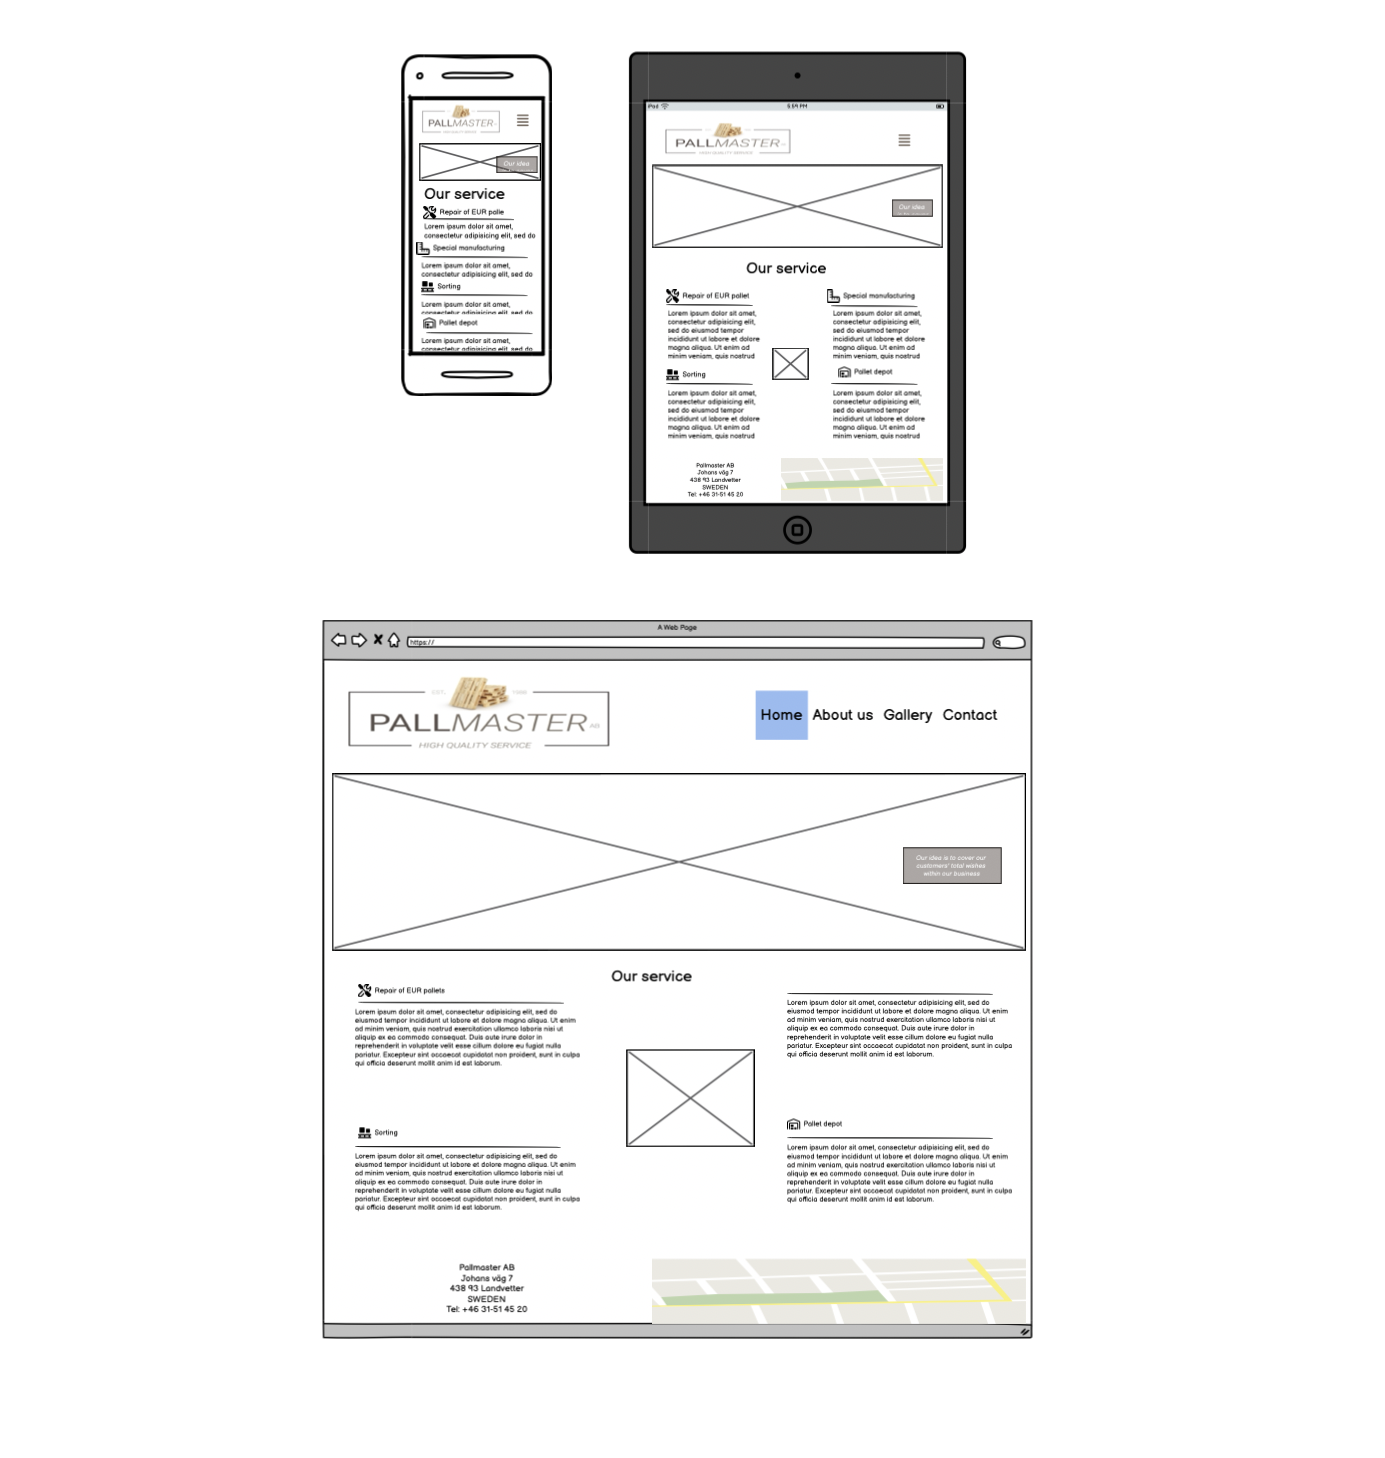 PALLMASTER
HIGH QUALITY SERVICE
Our idea
Our service
Repair of EUR palle
Lorem ipsum dolor sit amet,
consectetur adipisicing elit, sed do
Special manufacturing
Lorem ipsum dolor sit amet,
consectetur adipisicing elit, sed do
Sorting
Lorem ipsum dolor sit amet,
consectetur adipisicing elit, sed do
Pallet depot
Lorem ipsum dolor sit amet,
consectetur adipisicing elit, sed do
iPad
5:54 PM
PALLMASTER
HIGH QUALITY SERVICE
Our idea
Our service
Repair of EUR pallet
Lorem ipsum dolor sit amet,
consectetur adipisicing elit,
sed do eiusmod tempor
incididunt ut labore et dolore
magna aliqua. Ut enim ad
minim veniam, quis nostrud
Special manufacturing
Lorem ipsum dolor sit amet,
consectetur adipisicing elit,
sed do eiusmod tempor
incididunt ut labore et dolore
magna aliqua. Ut enim ad
minim veniam, quis nostrud
Sorting
Lorem ipsum dolor sit amet,
consectetur adipisicing elit,
sed do eiusmod tempor
incididunt ut labore et dolore
magna aliqua. Ut enim ad
minim veniam, quis nostrud
Pallet depot
Lorem ipsum dolor sit amet,
consectetur adipisicing elit,
sed do eiusmod tempor
incididunt ut labore et dolore
magna aliqua. Ut enim ad
minim veniam, quis nostrud
Pallmaster AB
Johans väg 7
438 93 Landvetter
SWEDEN
Tel: +46 31-51 45 20
A Web Page
https://
EST. 1989
PALLMASTER AB
HIGH QUALITY SERVICE
Home About us Gallery Contact
Our idea is to cover our
customers' total wishes
within our business
Our service
Repair of EUR pallets
Lorem ipsum dolor sit amet, consectetur adipisicing elit, sed do
eiusmod tempor incididunt ut labore et dolore magna aliqua. Ut enim
ad minim veniam, quis nostrud exercitation ullamco laboris nisi ut
aliquip ex ea commodo consequat. Duis aute irure dolor in
reprehenderit in voluptate velit esse cillum dolore eu fugiat nulla
pariatur. Excepteur sint occaecat cupidatat non proident, sunt in culpa
qui officia deserunt mollit anim id est laborum.
Lorem ipsum dolor sit amet, consectetur adipisicing elit, sed do
eiusmod tempor incididunt ut labore et dolore magna aliqua. Ut enim
ad minim veniam, quis nostrud exercitation ullamco laboris nisi ut
aliquip ex ea commodo consequat. Duis aute irure dolor in
reprehenderit in voluptate velit esse cillum dolore eu fugiat nulla
pariatur. Excepteur sint occaecat cupidatat non proident, sunt in culpa
qui officia deserunt mollit anim id est laborum.
Sorting
Lorem ipsum dolor sit amet, consectetur adipisicing elit, sed do
eiusmod tempor incididunt ut labore et dolore magna aliqua. Ut enim
ad minim veniam, quis nostrud exercitation ullamco laboris nisi ut
aliquip ex ea commodo consequat. Duis aute irure dolor in
reprehenderit in voluptate velit esse cillum dolore eu fugiat nulla
pariatur. Excepteur sint occaecat cupidatat non proident, sunt in culpa
qui officia deserunt mollit anim id est laborum.
Pallet depot
Lorem ipsum dolor sit amet, consectetur adipisicing elit, sed do
eiusmod tempor incididunt ut labore et dolore magna aliqua. Ut enim
ad minim veniam, quis nostrud exercitation ullamco laboris nisi ut
aliquip ex ea commodo consequat. Duis aute irure dolor in
reprehenderit in voluptate velit esse cillum dolore eu fugiat nulla
pariatur. Excepteur sint occaecat cupidatat non proident, sunt in culpa
qui officia deserunt mollit anim id est laborum.
Pallmaster AB
Johans väg 7
438 93 Landvetter
SWEDEN
Tel: +46 31-51 45 20